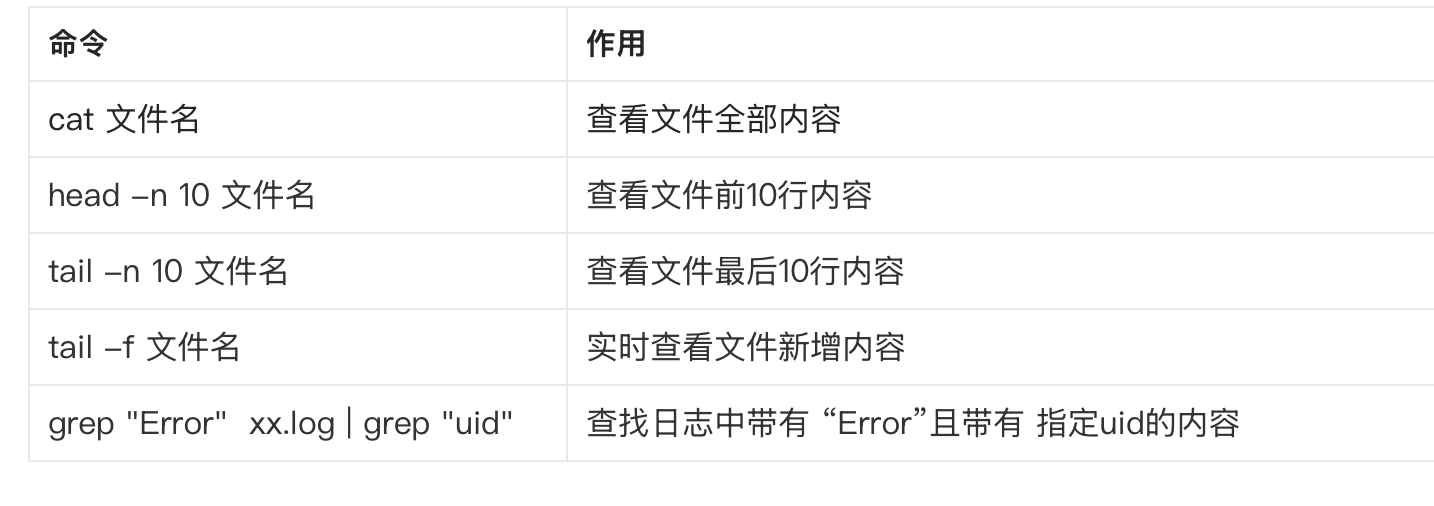 命令 作用
cat 文件名 查看文件全部内容
head –n 10 文件名 查看文件前10行内容
tail –n 10 文件名 查看文件最后10行内容
tail –f 文件名 实时查看文件新增内容
grep "Error"  xx.log | grep "uid" 查找日志中带有 “Error”且带有 指定uid的内容